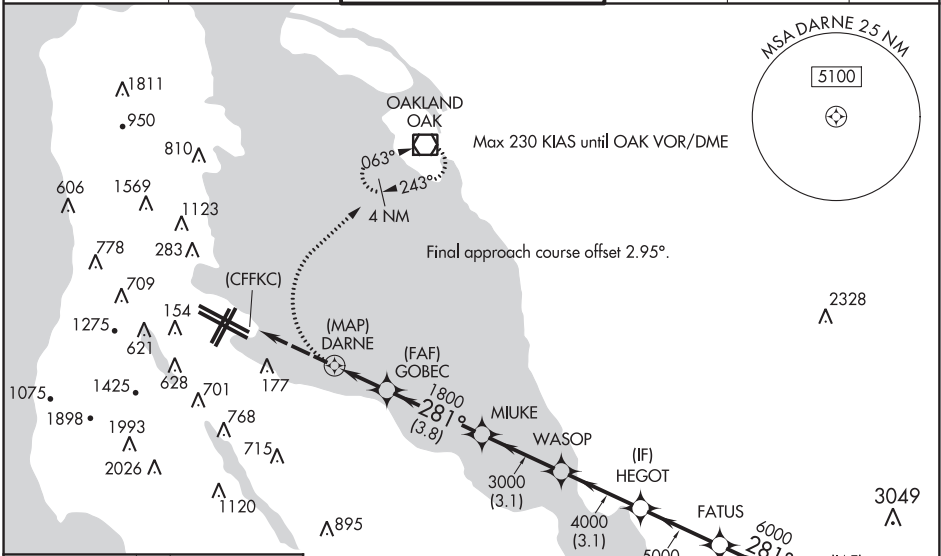 MSA DARNE 25 NM
5100
1811
950
810
OAKLAND
OAK
Max 230 KIAS until OAK VOR/DME
063°
243°
4 NM
606
1569
1123
283
778
Final approach course offset 2.95°.
709
(CFFKC)
154
1275
621
2328
(MAP)
DARNE
(FAF)
GOBEC
628
177
1075
1425
701
1800
281°
(3.8)
MIUKE
1898
768
1993
WASOP
715
2026
(IF)
HEGOT
3000
(3.1)
1120
4000
(3.1)
FATUS
3049
895
6000
281°
5000